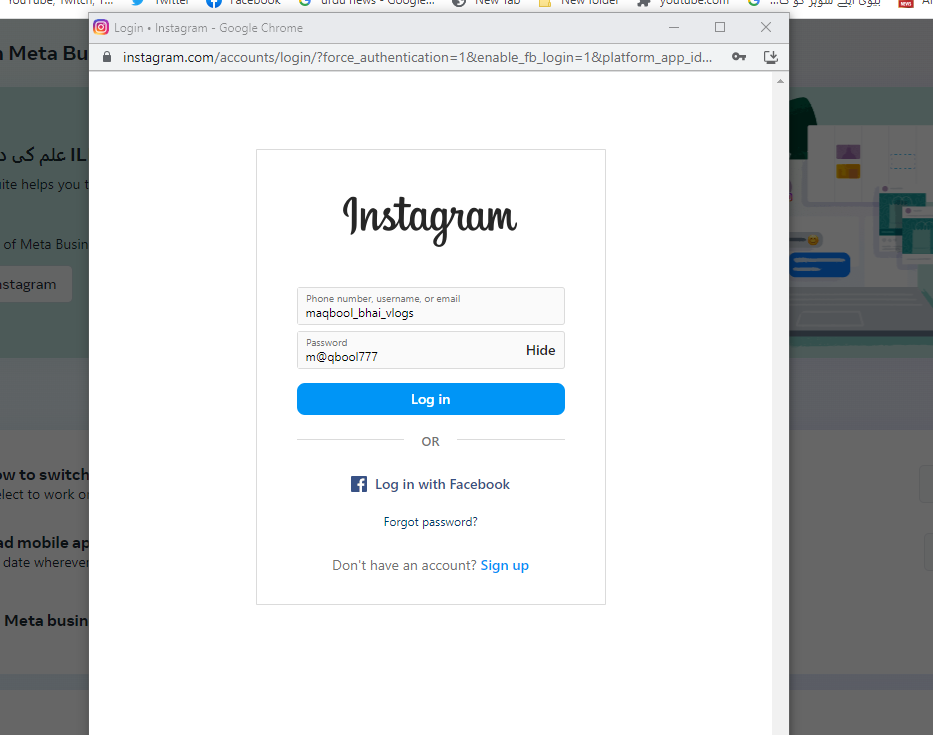 Twitter
Facebook
urdu news - Google...
New Tab
New folder
youtube.com
Login • Instagram - Google Chrome
instagram.com/accounts/login/?force_authentication=1&enable_fb_login=1&platform_app_id...
Meta Bu
علم کی د IL
ite helps you t
of Meta Busin
nstagram
Instagram
Phone number, username, or email
maqbool_bhai_vlogs
Password
m@qbool777
Hide
Log in
OR
ow to switch
elect to work o
Log in with Facebook
Forgot password?
ad mobile ap
date wherever
Don't have an account? Sign up
Meta busin